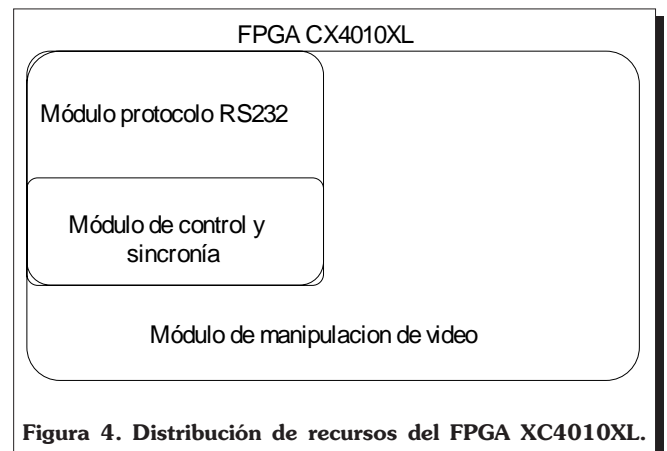 FPGA CX4010XL
Módulo protocolo RS232
Módulo de control y
sincronía
Módulo de manipulacion de video
Figura 4. Distribución de recursos del FPGA XC4010XL.